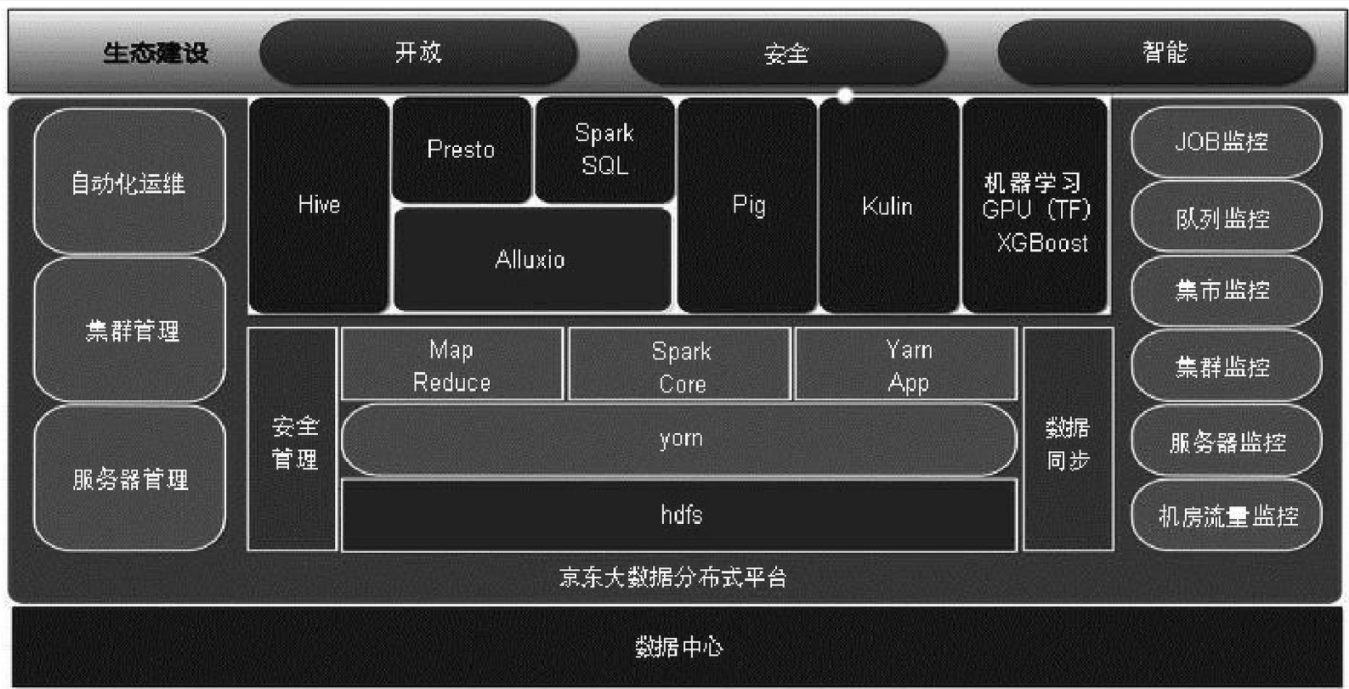 生态建设
开放
安全
智能
自动化运维
集群管理
服务器管理
Hive
Presto
Spark
SQL
Alluxio
Pig
Kulin
机器学习
GPU (TF)
XGBoost
安全
管理
Map
Reduce
Spark
Core
Yarn
App
yorn
hdfs
数据
同步
JOB监控
队列监控
集市监控
集群监控
服务器监控
机房流量监控
京东大数据分布式平台
数据中心